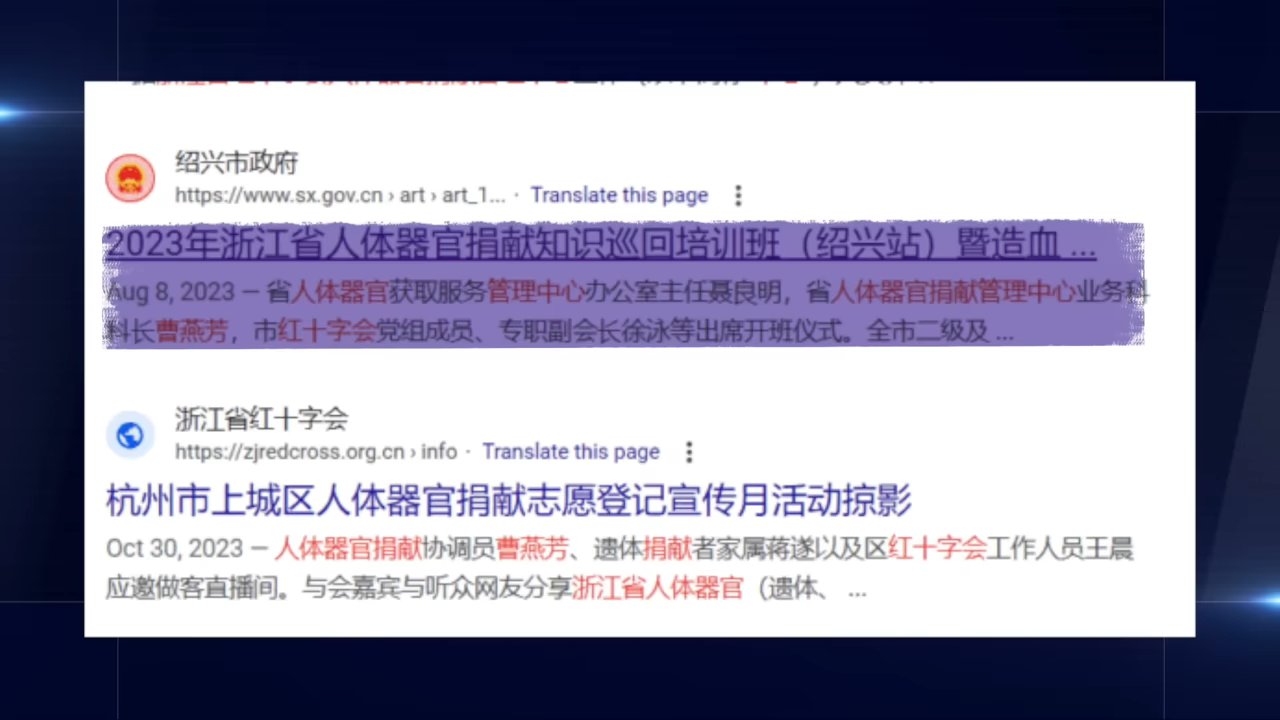 绍兴市政府
https://www.sx.gov.cn › art › art_1... · Translate this page
2023年浙江省人体器官捐献知识巡回培训班（绍兴站）暨造血 ...
Aug 8, 2023 — 省人体器官获取服务管理中心办公室主任聂良明，省人体器官捐献管理中心业务科
科长曹燕芳，市红十字会党组成员、专职副会长徐泳等出席开班仪式。全市二级及 ...
浙江省红十字会
https://zjredcross.org.cn › info · Translate this page
杭州市上城区人体器官捐献志愿登记宣传月活动掠影
Oct 30, 2023 — 人体器官捐献协调员曹燕芳、遗体捐献者家属蒋遂以及区红十字会工作人员王晨
应邀做客直播间。与会嘉宾与听众网友分享浙江省人体器官（遗体、 ...